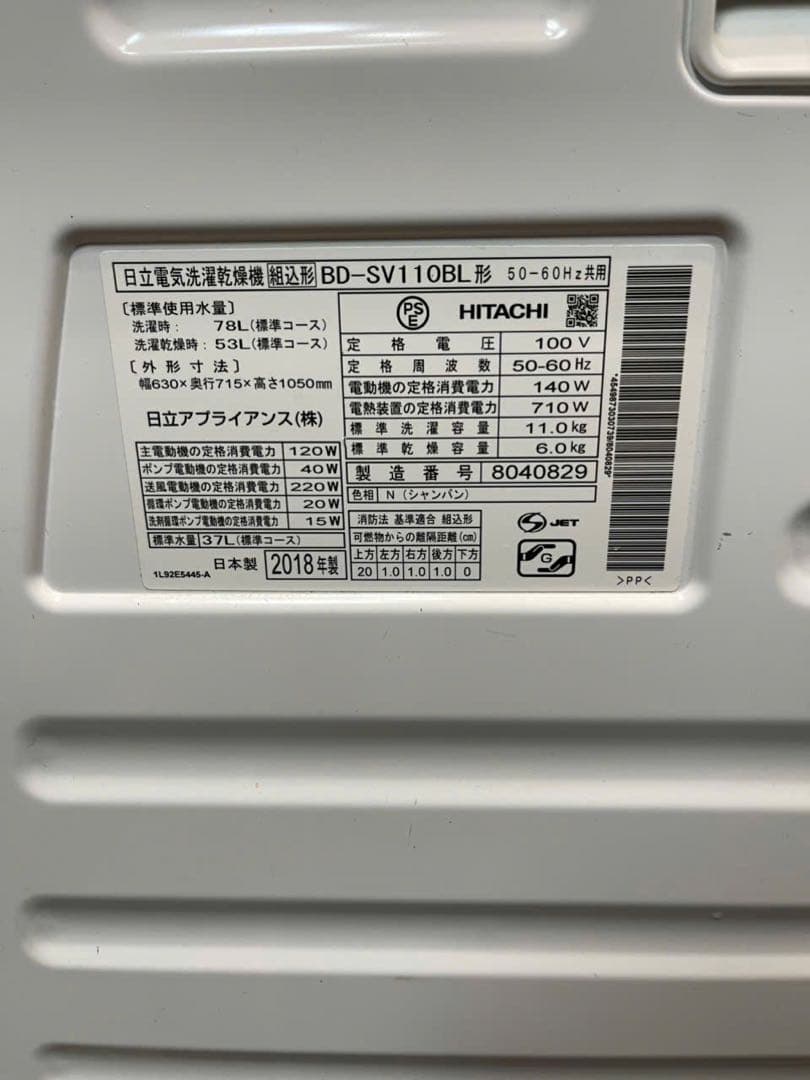 日立電気洗濯乾燥機 組込形 BD-SV110BL形 50-60Hz共用
〔標準使用水量〕
洗濯時: 78L(標準コース)
洗濯乾燥時: 53L(標準コース)
〔外形寸法〕
幅630×奥行715×高さ1050mm
日立アプライアンス(株)
主電動機の定格消費電力 120W
ポンプ電動機の定格消費電力 40W
送風電動機の定格消費電力 220W
循環ポンプ電動機の定格消費電力 20W
洗剤循環ポンプ電動機の定格消費電力 15W
標準水量 37L(標準コース)
1L92E5445-A
日本製 2018年製
PSE HITACHI
定格電圧 100V
定格周波数 50-60Hz
電動機の定格消費電力 140W
電熱装置の定格消費電力 710W
標準洗濯容量 11.0kg
標準乾燥容量 6.0kg
製造番号 8040829
色相 N(シャンパン)
消防法 基準適合 組込形
可燃物からの離隔距離(cm)
上方 左方 右方 後方 下方
20 1.0 1.0 1.0 0
S JET
G
*4549873030739/8040829*
>PP<